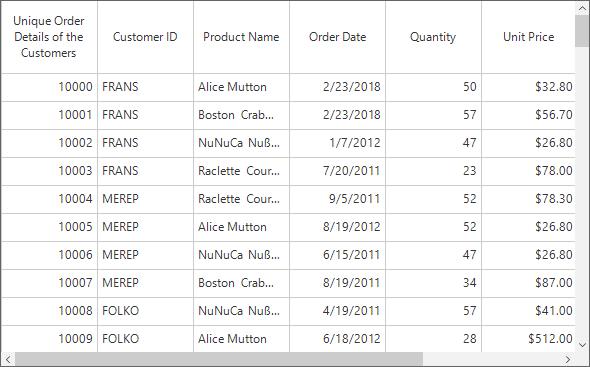 Unique Order
Details of the
Customers
Customer ID
Product Name
Order Date
Quantity
Unit Price
10000 FRANS Alice Mutton 2/23/2018 50 $32.80
10001 FRANS Boston Crab... 2/23/2018 57 $56.70
10002 FRANS NuNuCa Nuß... 1/7/2012 47 $26.80
10003 FRANS Raclette Cour... 7/20/2011 23 $78.00
10004 MEREP Raclette Cour... 9/5/2011 52 $78.30
10005 MEREP Alice Mutton 8/19/2012 52 $26.80
10006 MEREP NuNuCa Nuß... 6/15/2011 47 $26.80
10007 MEREP Boston Crab... 8/19/2011 34 $87.00
10008 FOLKO NuNuCa Nuß... 4/19/2011 57 $41.00
10009 FOLKO Alice Mutton 6/18/2012 28 $512.00